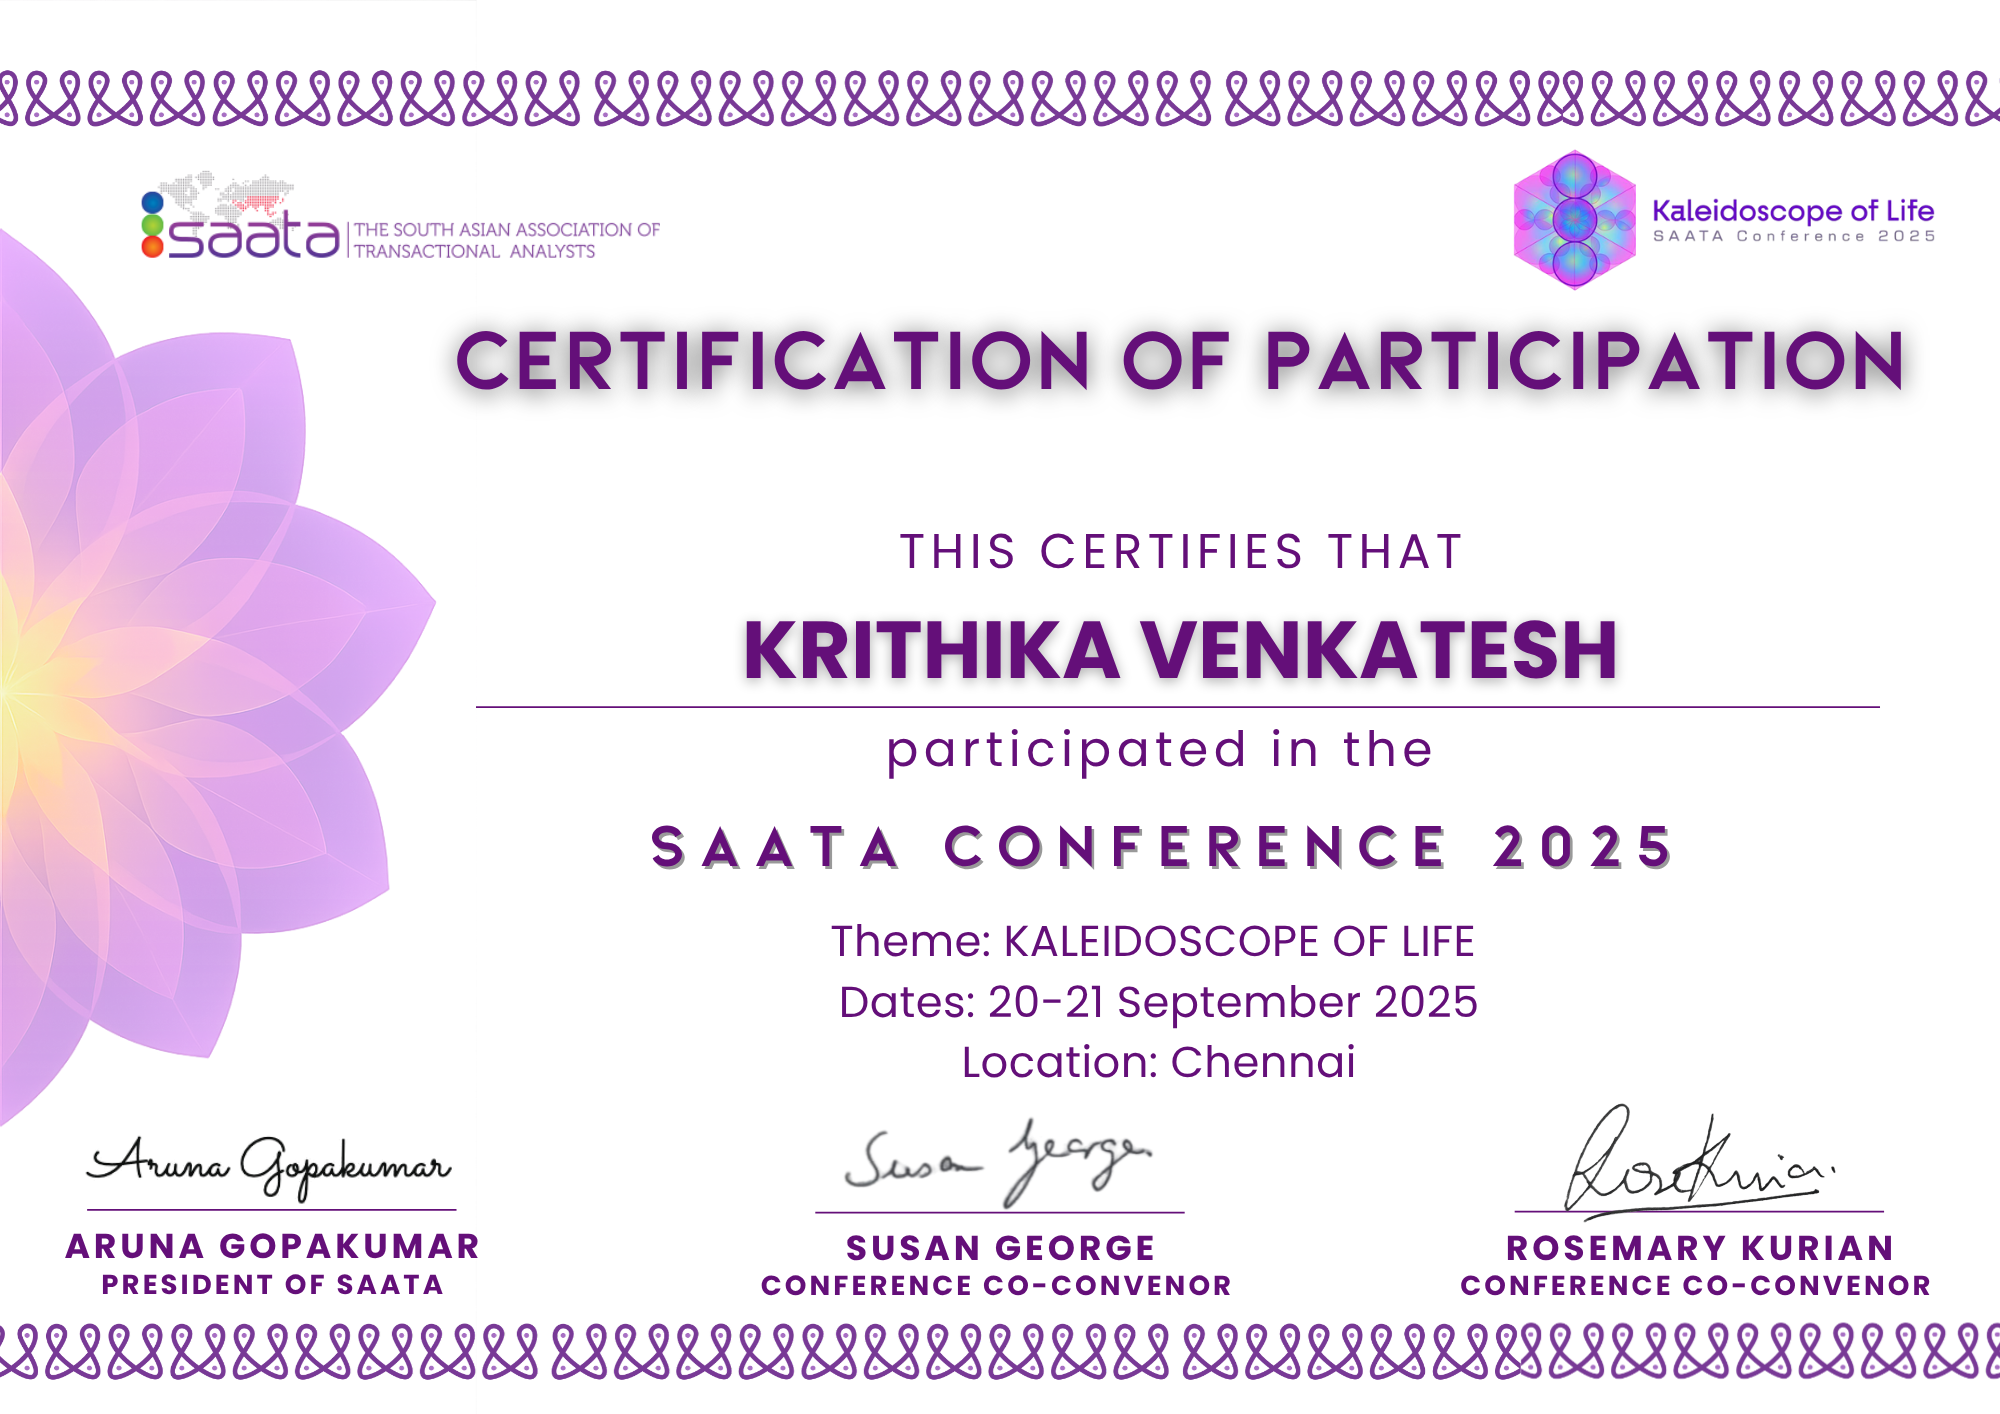 saata
THE SOUTH ASIAN ASSOCIATION OF
TRANSACTIONAL ANALYSTS
Kaleidoscope of Life
SAATA Conference 2025
CERTIFICATION OF PARTICIPATION
THIS CERTIFIES THAT
KRITHIKA VENKATESH
participated in the
SAATA CONFERENCE 2025
Theme: KALEIDOSCOPE OF LIFE
Dates: 20-21 September 2025
Location: Chennai
Aruna Gopakumar
Susan George
RoseKurian
ARUNA GOPAKUMAR
PRESIDENT OF SAATA
SUSAN GEORGE
CONFERENCE CO-CONVENOR
ROSEMARY KURIAN
CONFERENCE CO-CONVENOR